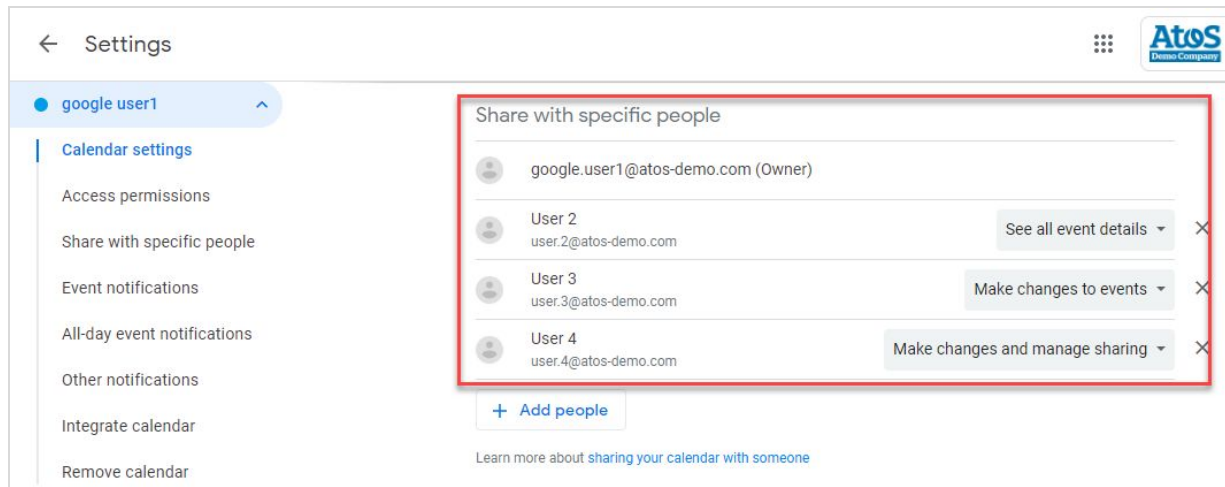 Settings
AtoS
Demo Company
google user1
Calendar settings
Access permissions
Share with specific people
Event notifications
All-day event notifications
Other notifications
Integrate calendar
Remove calendar
Share with specific people
google.user1@atos-demo.com (Owner)
User 2
user.2@atos-demo.com
See all event details
User 3
user.3@atos-demo.com
Make changes to events
User 4
user.4@atos-demo.com
Make changes and manage sharing
+ Add people
Learn more about sharing your calendar with someone